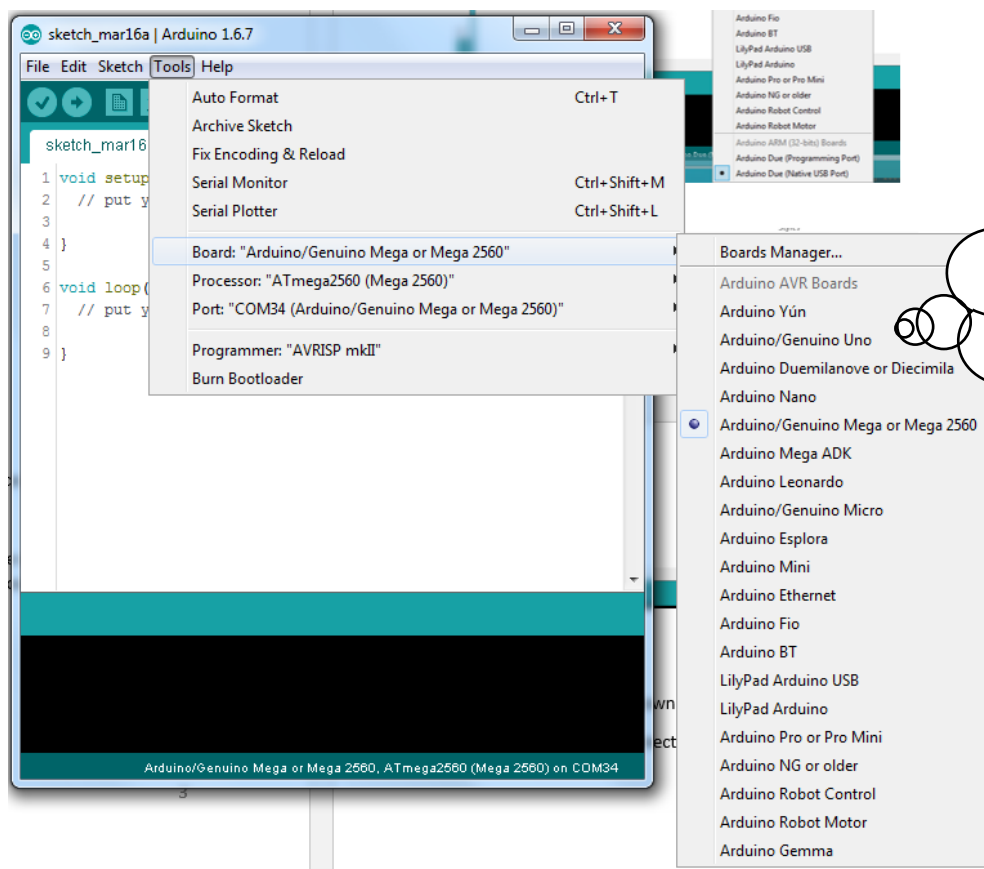 sketch_mar16a | Arduino 1.6.7
File Edit Sketch Tools Help
sketch_mar16
1 void setup
2 // put y
3
4 }
5
6 void loop(
7 // put y
8
9 }
Auto Format Ctrl+T
Archive Sketch
Fix Encoding & Reload
Serial Monitor Ctrl+Shift+M
Serial Plotter Ctrl+Shift+L
Board: "Arduino/Genuino Mega or Mega 2560"
Processor: "ATmega2560 (Mega 2560)"
Port: "COM34 (Arduino/Genuino Mega or Mega 2560)"
Programmer: "AVRISP mkII"
Burn Bootloader
Arduino/Genuino Mega or Mega 2560, ATmega2560 (Mega 2560) on COM34
3
Arduino Fio
Arduino BT
LilyPad Arduino USB
LilyPad Arduino
Arduino Pro or Pro Mini
Arduino NG or older
Arduino Robot Control
Arduino Robot Motor
Arduino ARM (32-bits) Boards
Arduino Due (Programming Port)
Arduino Due (Native USB Port)
Boards Manager...
Arduino AVR Boards
Arduino Yún
Arduino/Genuino Uno
Arduino Duemilanove or Diecimila
Arduino Nano
Arduino/Genuino Mega or Mega 2560
Arduino Mega ADK
Arduino Leonardo
Arduino/Genuino Micro
Arduino Esplora
Arduino Mini
Arduino Ethernet
Arduino Fio
Arduino BT
LilyPad Arduino USB
LilyPad Arduino
Arduino Pro or Pro Mini
Arduino NG or older
Arduino Robot Control
Arduino Robot Motor
Arduino Gemma
wn
ect